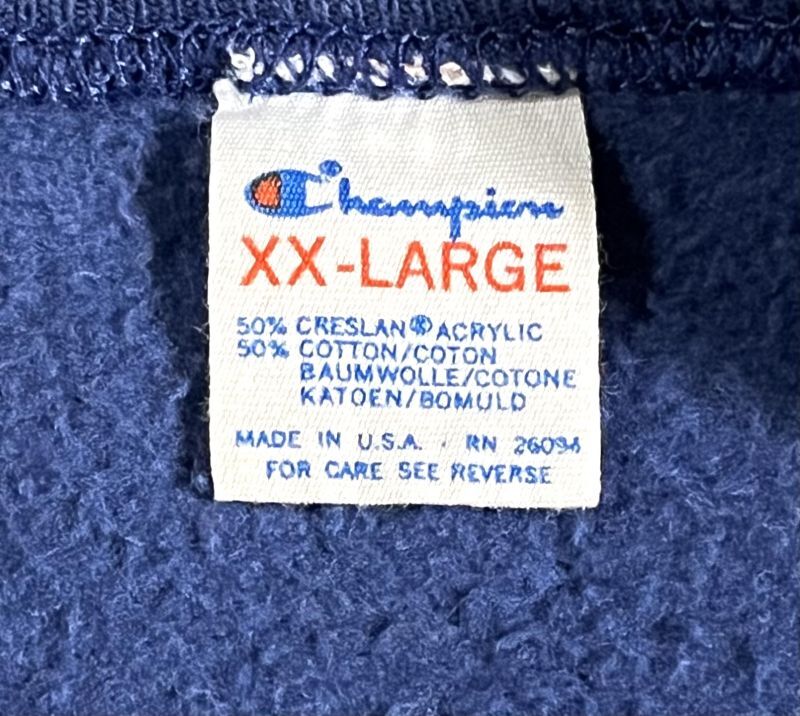 Champion
XX-LARGE
50% CRESLAN® ACRYLIC
50% COTTON/COTON
BAUMWOLLE/COTONE
KATOEN/BOMULD
MADE IN U.S.A. · RN 26094
FOR CARE SEE REVERSE